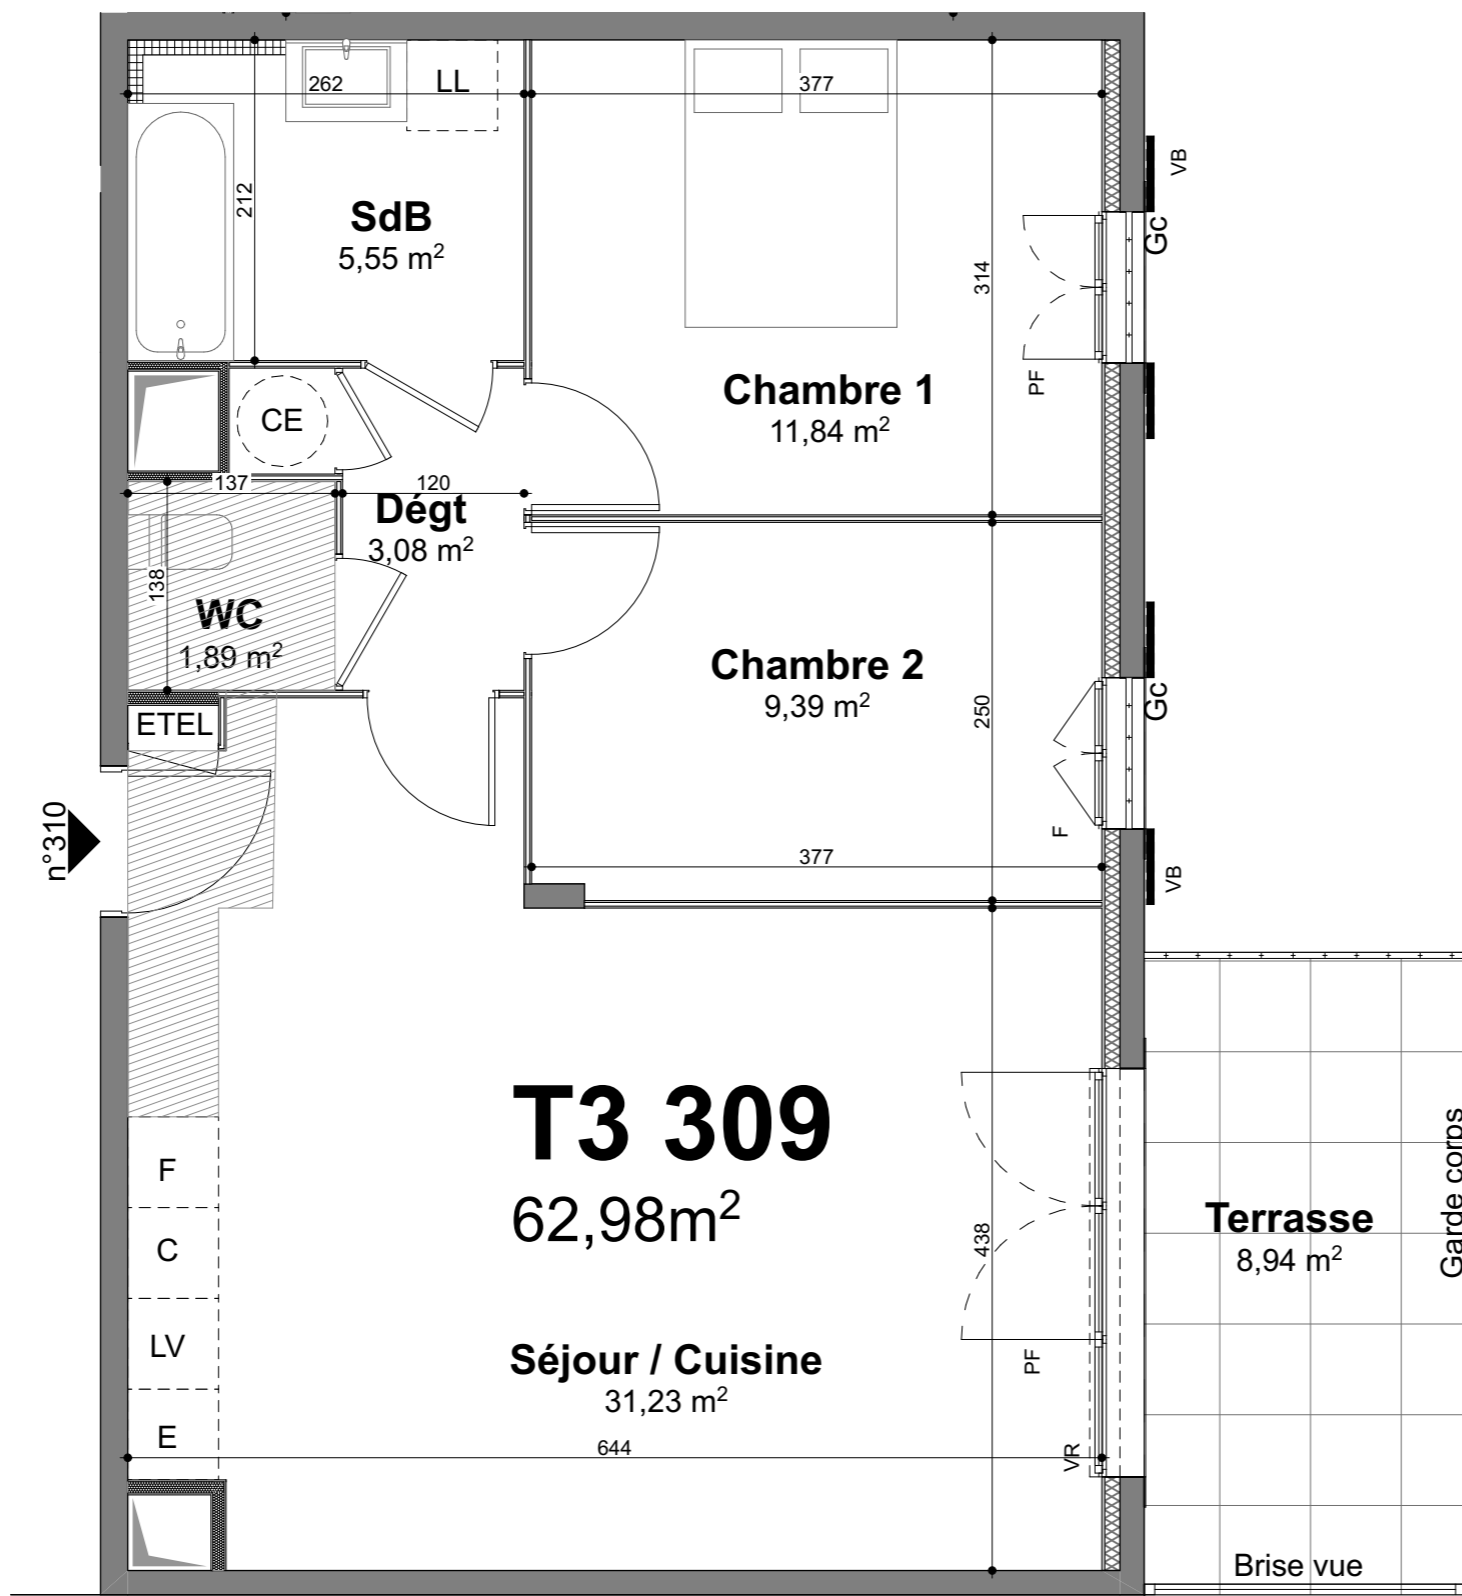 262
LL
377
VB
212
SdB
5,55 m²
Gc
314
Chambre 1
11,84 m²
PF
CE
137
120
Dégt
3,08 m²
138
WC
1,89 m²
Chambre 2
9,39 m²
250
Gc
ETEL
n°310
F
377
VB
T3 309
62,98m²
F
C
LV
E
438
Terrasse
8,94 m²
Garde corps
Séjour / Cuisine
31,23 m²
PF
644
VR
Brise vue